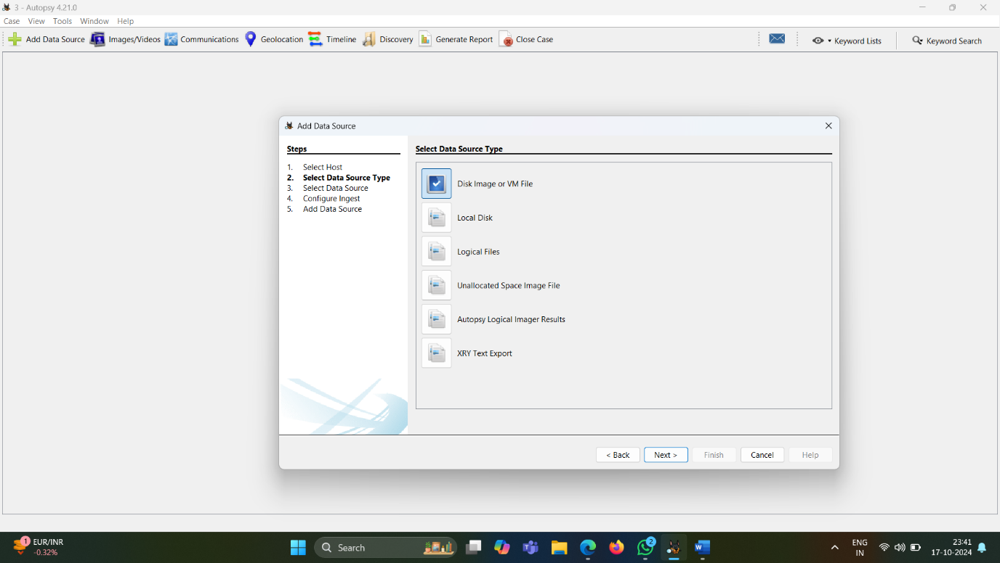 3 - Autopsy 4.21.0
Case View Tools Window Help
Add Data Source Images/Videos Communications Geolocation Timeline Discovery Generate Report Close Case Keyword Lists Keyword Search
Add Data Source
Steps
1. Select Host
2. Select Data Source Type
3. Select Data Source
4. Configure Ingest
5. Add Data Source
Select Data Source Type
Disk Image or VM File
Local Disk
Logical Files
Unallocated Space Image File
Autopsy Logical Imager Results
XRY Text Export
< Back Next > Finish Cancel Help
1 EUR/INR
-0.32%
Search
2
ENG
IN
23:41
17-10-2024